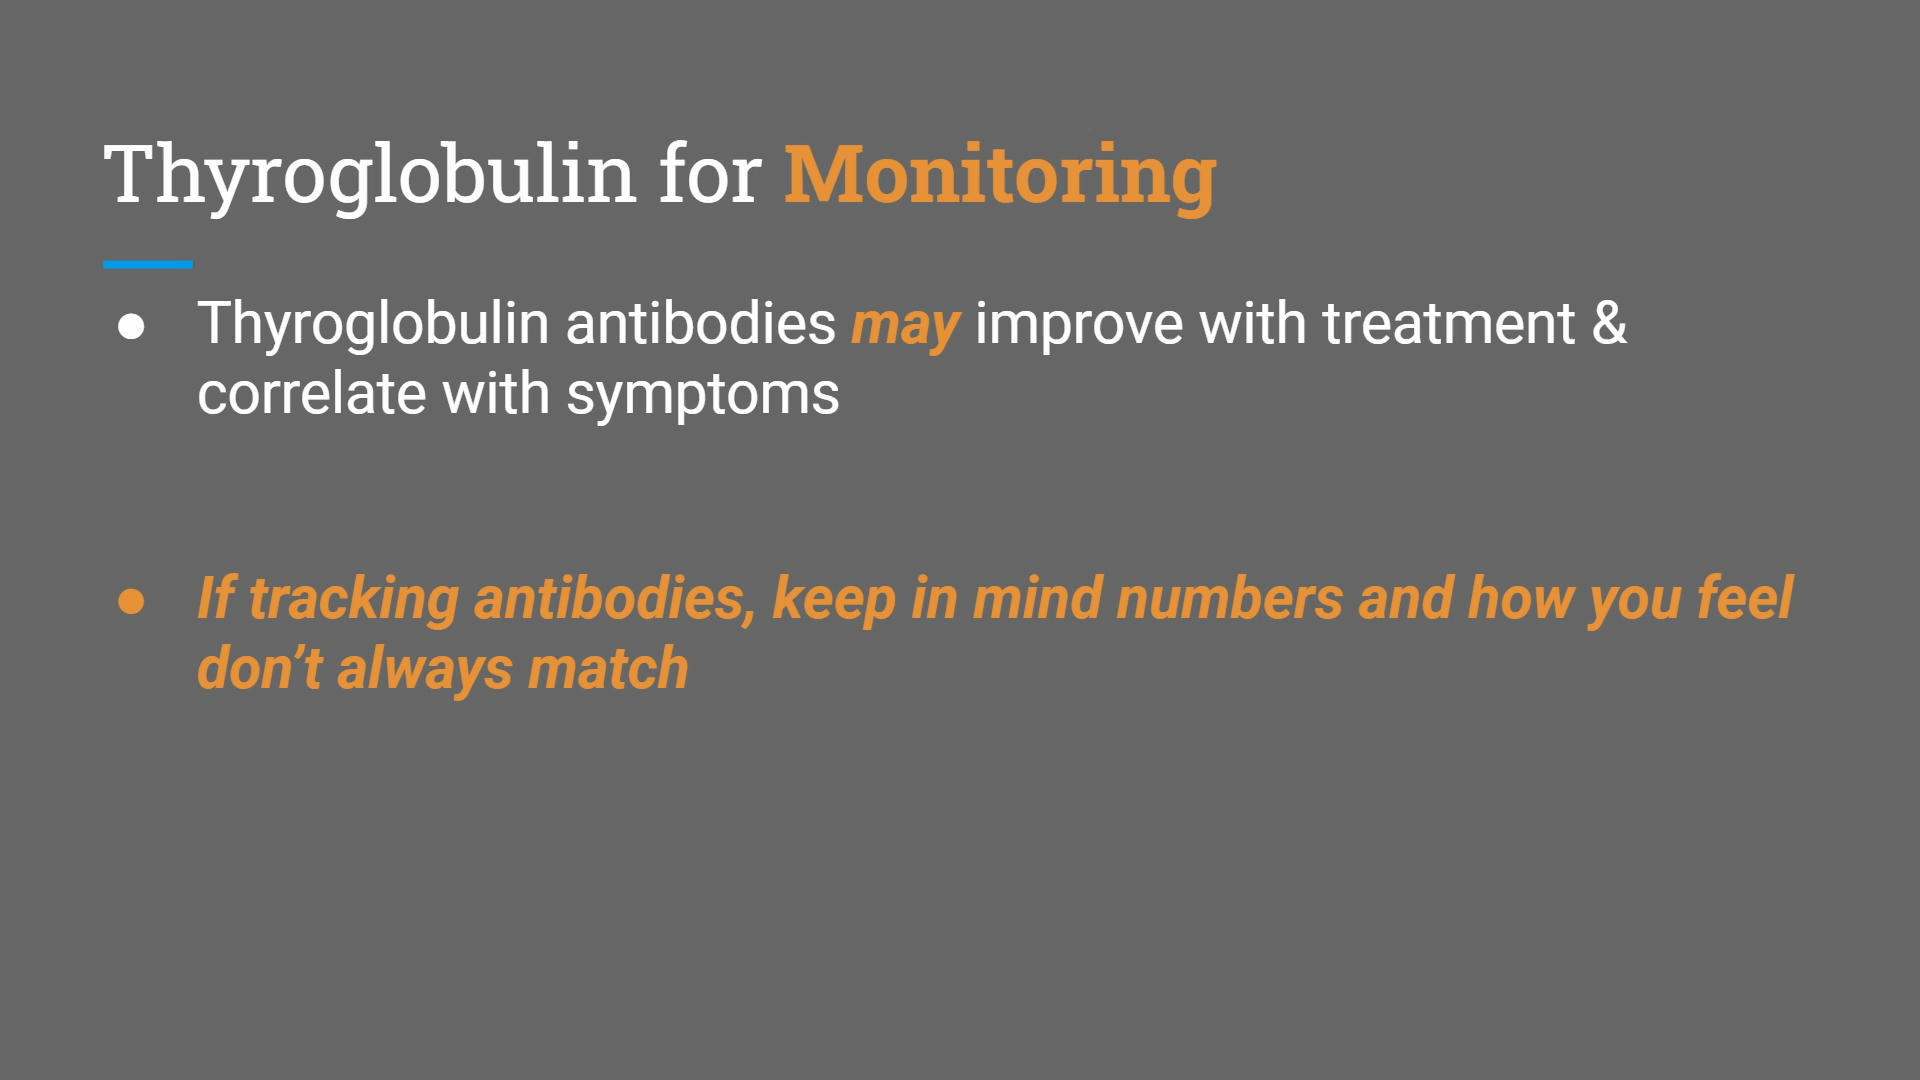 Thyroglobulin for Monitoring
● Thyroglobulin antibodies may improve with treatment &
correlate with symptoms
● If tracking antibodies, keep in mind numbers and how you feel
don’t always match